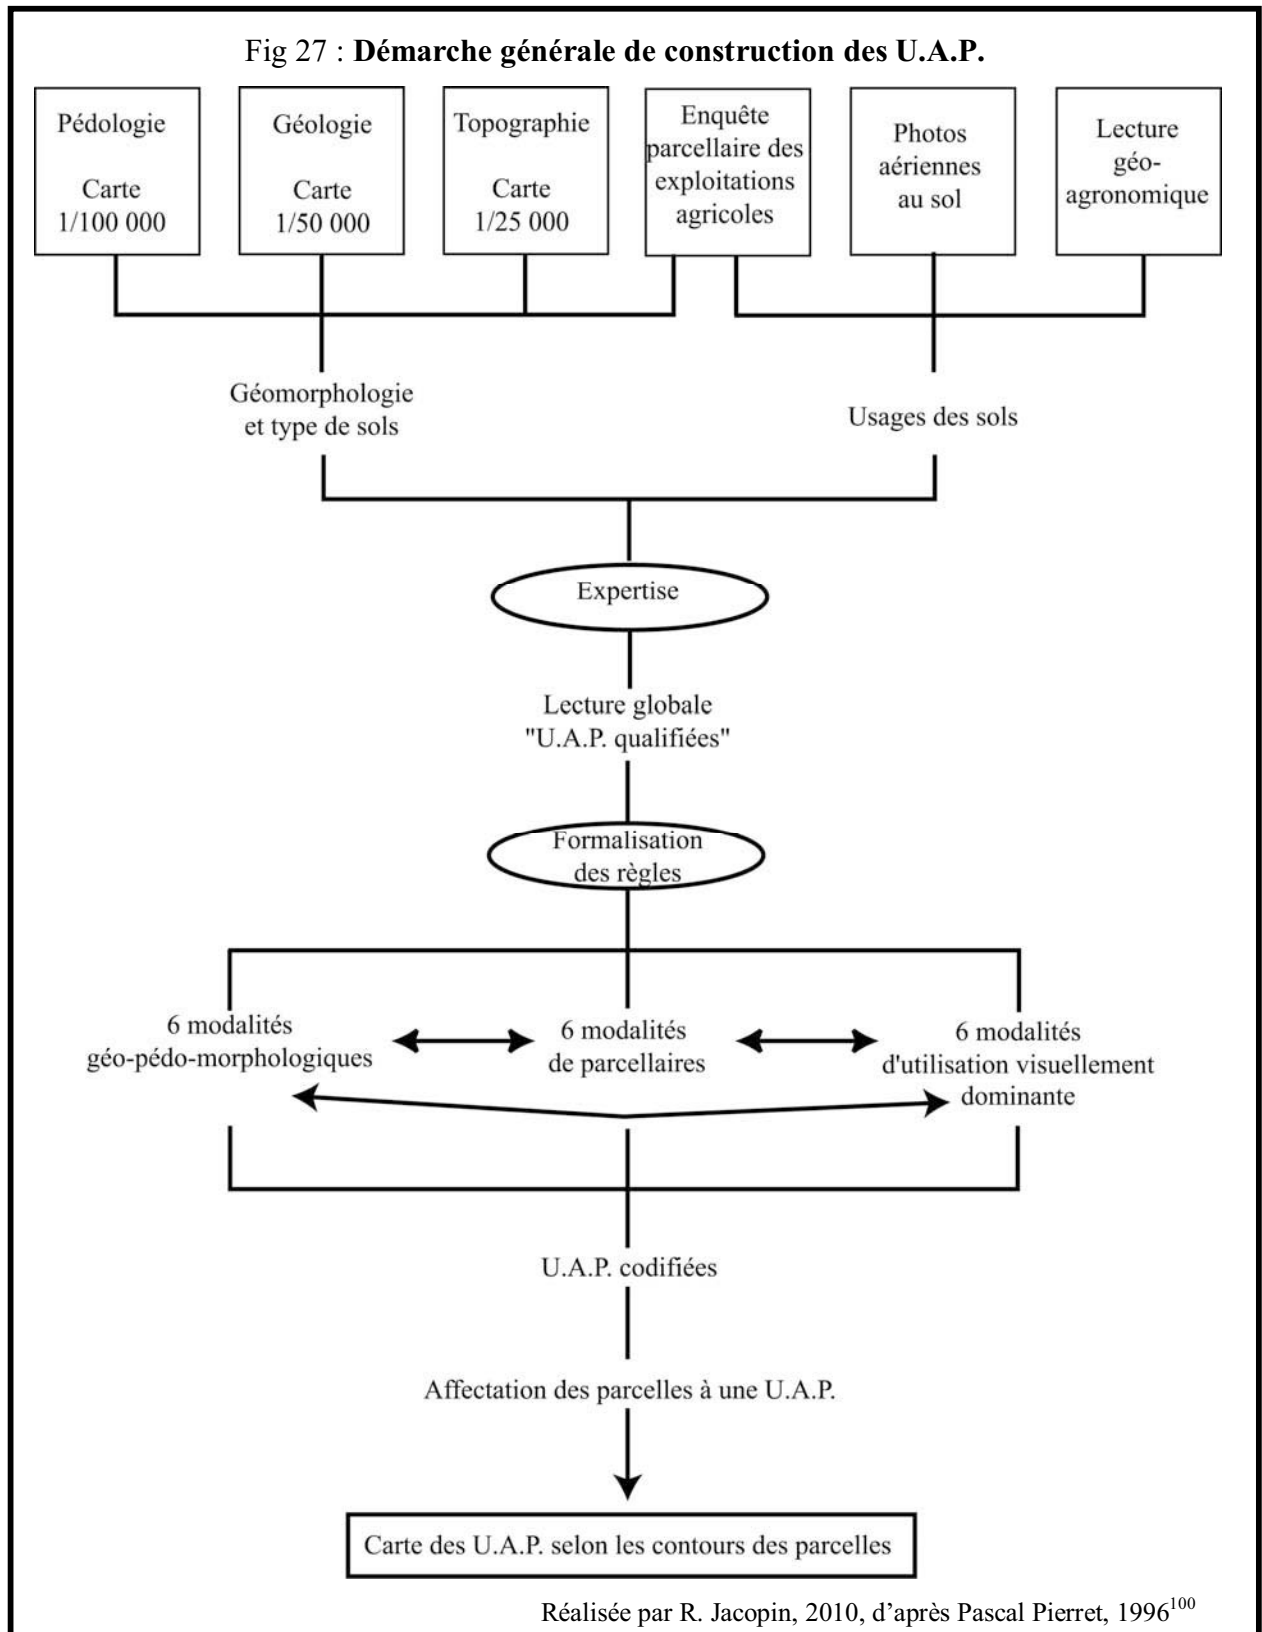 Fig 27 : Démarche générale de construction des U.A.P.
Pédologie
Carte
1/100 000
Géologie
Carte
1/50 000
Topographie
Carte
1/25 000
Enquête
parcellaire des
exploitations
agricoles
Photos
aériennes
au sol
Lecture
géo-
agronomique
Géomorphologie
et type de sols
Usages des sols
Expertise
Lecture globale
"U.A.P. qualifiées"
Formalisation
des règles
6 modalités
géo-pédo-morphologiques
6 modalités
de parcellaires
6 modalités
d'utilisation visuellement
dominante
U.A.P. codifiées
Affectation des parcelles à une U.A.P.
Carte des U.A.P. selon les contours des parcelles
Réalisée par R. Jacopin, 2010, d’après Pascal Pierret, 1996100